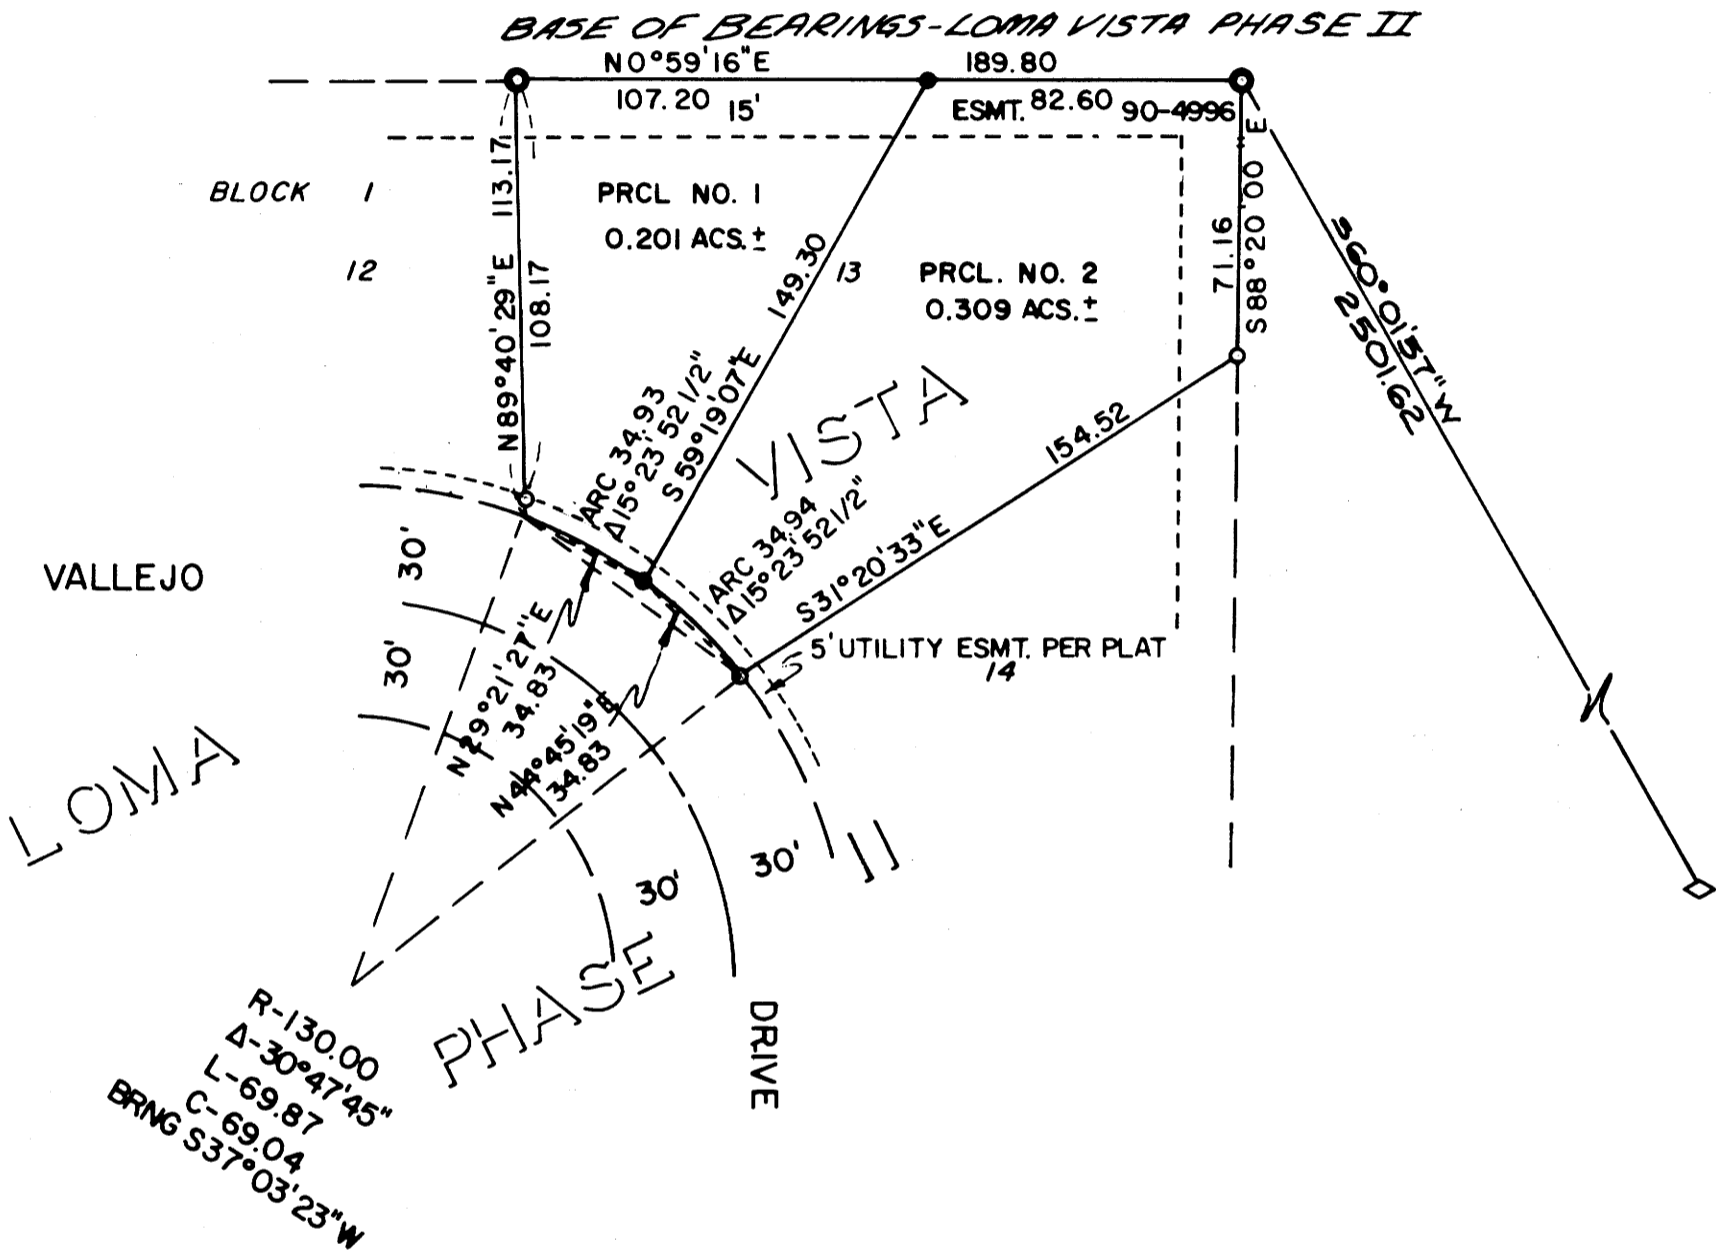 BASE OF BEARINGS-LOMA VISTA PHASE II
N0°59'16"E
189.80
107.20
15'
ESMT.
82.60
90-4996
BLOCK 1
12
N89°40'29"E 113.17
108.17
PRCL NO. 1
0.201 ACS.±
149.30
S59°19'07"E
13
PRCL. NO. 2
0.309 ACS.±
71.16
S88°20'00"E
S60°01'57"W
2501.62
ARC 34.93
Δ15°23'52 1/2"
ARC 34.94
Δ15°23'52 1/2"
154.52
S31°20'33"E
5' UTILITY ESMT. PER PLAT
14
VALLEJO
30'
30'
N29°21'27"E
34.83
N44°45'19"E
34.83
LOMA
VISTA
PHASE
II
30'
30'
DRIVE
R-130.00
Δ-30°47'45"
L-69.87
C-69.04
BRNG S37°03'23"W